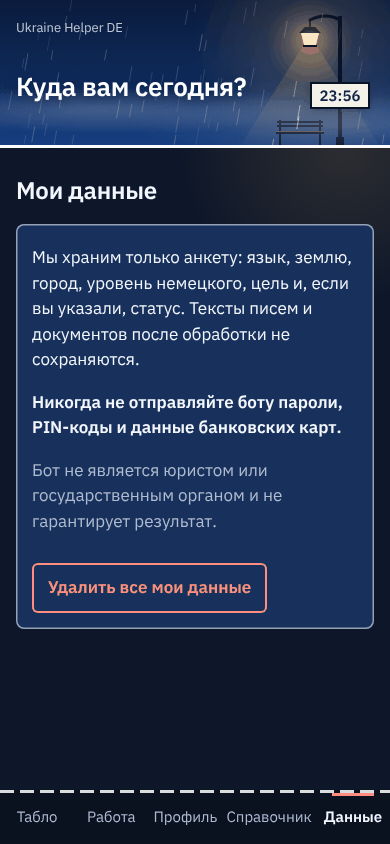 Ukraine Helper DE
Куда вам сегодня?
23:56
Мои данные
Мы храним только анкету: язык, землю,
город, уровень немецкого, цель и, если
вы указали, статус. Тексты писем и
документов после обработки не
сохраняются.
Никогда не отправляйте боту пароли,
PIN-коды и данные банковских карт.
Бот не является юристом или
государственным органом и не
гарантирует результат.
Удалить все мои данные
Табло Работа Профиль Справочник Данные